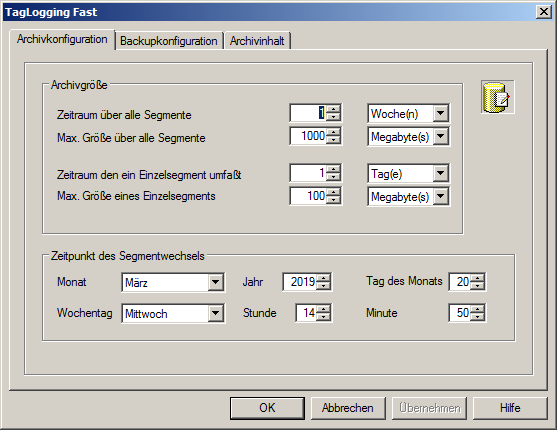 TagLogging Fast
Archivkonfiguration Backupkonfiguration Archivinhalt
Archivgröße
Zeitraum über alle Segmente 1 Woche(n)
Max. Größe über alle Segmente 1000 Megabyte(s)
Zeitraum den ein Einzelsegment umfaßt 1 Tag(e)
Max. Größe eines Einzelsegments 100 Megabyte(s)
Zeitpunkt des Segmentwechsels
Monat März Jahr 2019 Tag des Monats 20
Wochentag Mittwoch Stunde 14 Minute 50
OK Abbrechen Übernehmen Hilfe